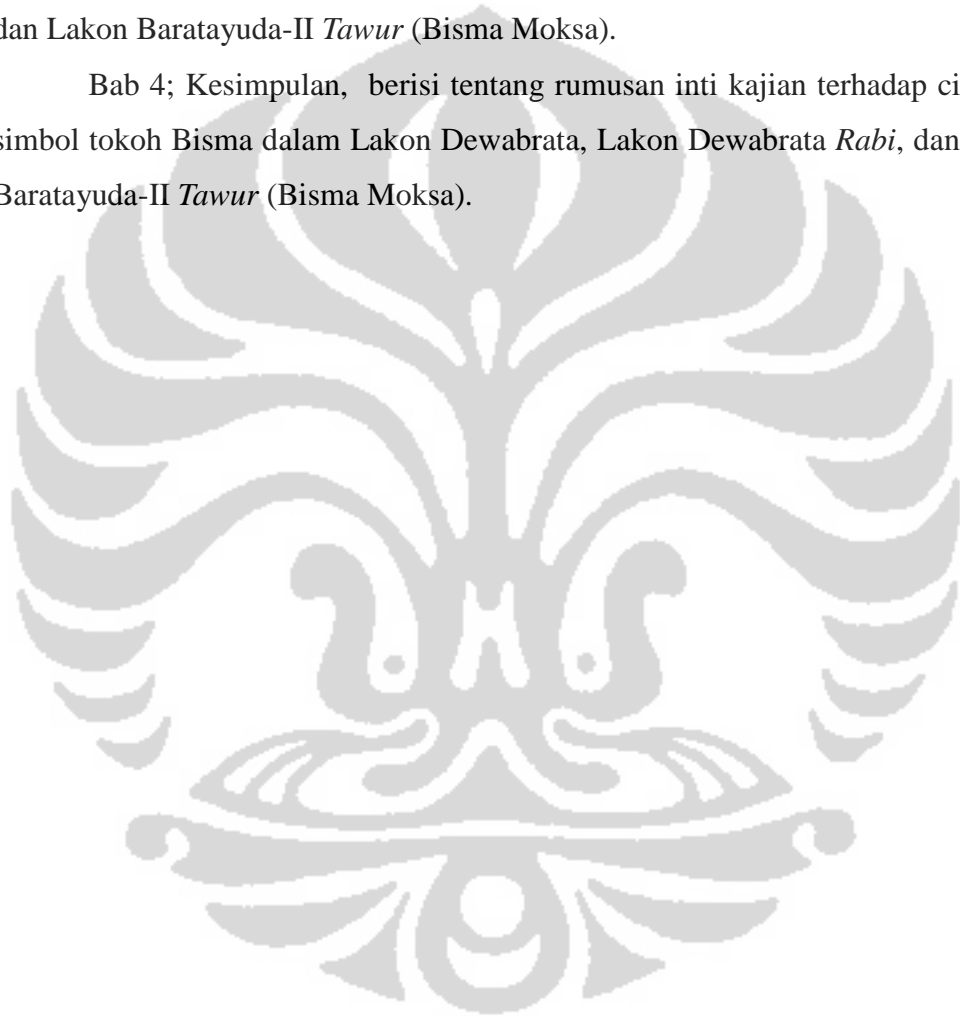 dan Lakon Baratayuda-II Tawur (Bisma Moksa).
Bab 4; Kesimpulan, berisi tentang rumusan inti kajian terhadap ci
simbol tokoh Bisma dalam Lakon Dewabrata, Lakon Dewabrata Rabi, dan
Baratayuda-II Tawur (Bisma Moksa).